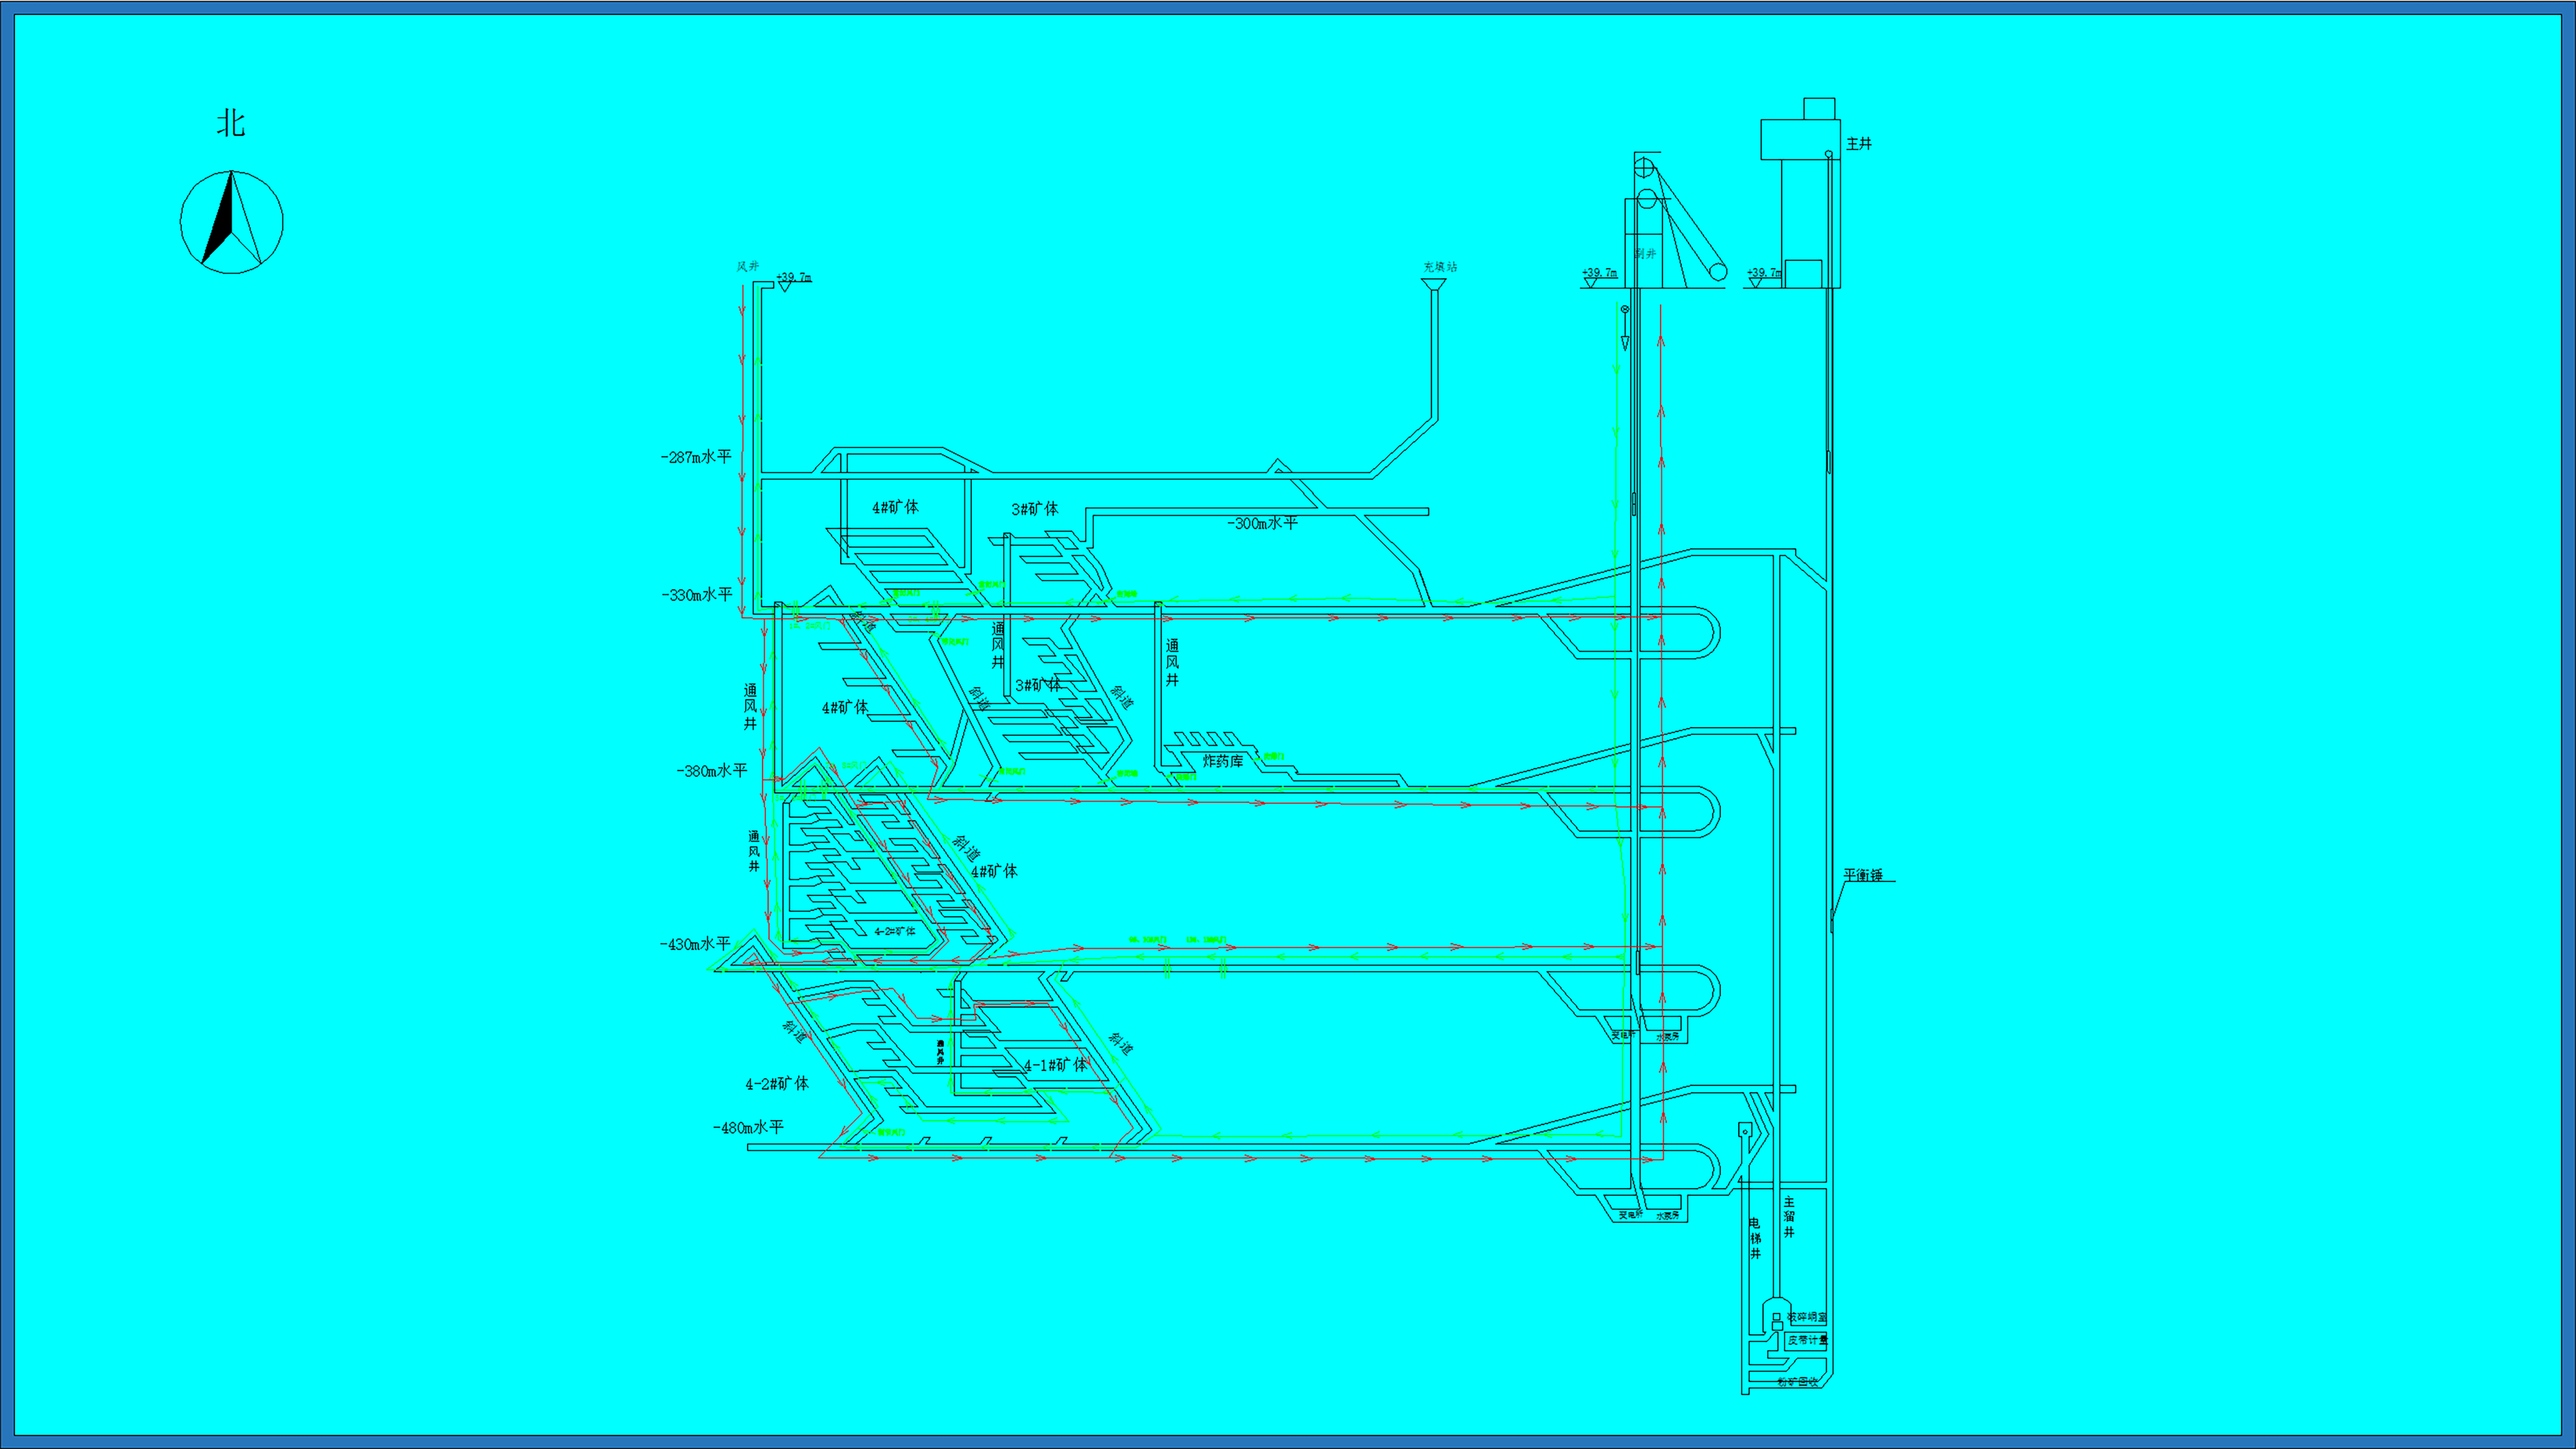 北
主井
副井
风井
+39.7m
充填站
+39.7m
+39.7m
-287m水平
4#矿体
3#矿体
-300m水平
-330m水平
斜道
通风井
通风井
通风井
斜道
3#矿体
斜道
4#矿体
-380m水平
炸药库
通风井
斜道
4#矿体
平衡锤
4-2#矿体
-430m水平
斜道
通风井
斜道
4-1#矿体
变电所
水泵房
4-2#矿体
-480m水平
变电所
水泵房
主溜井
电梯井
破碎硐室
皮带计量
粉矿回收